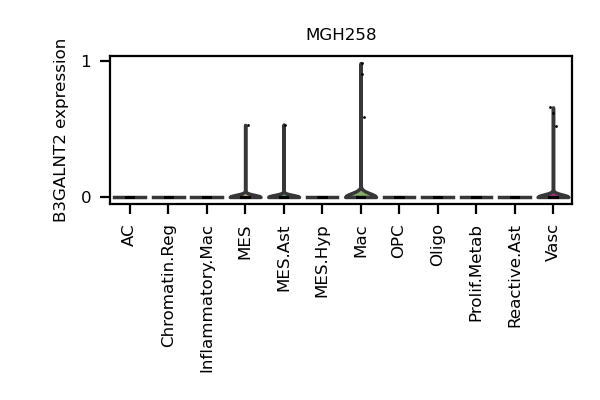 MGH258
B3GALNT2 expression
1
0
AC
Chromatin.Reg
Inflammatory.Mac
MES
MES.Ast
MES.Hyp
Mac
OPC
Oligo
Prolif.Metab
Reactive.Ast
Vasc